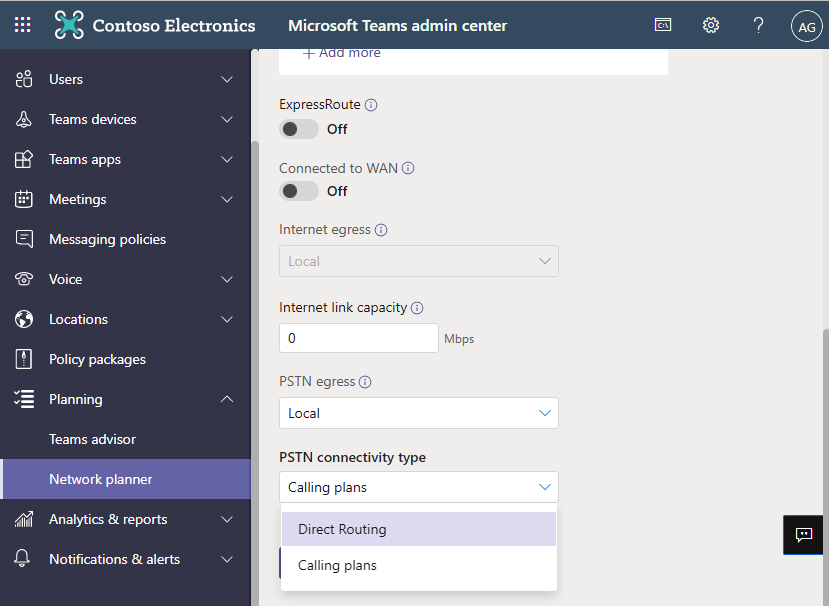 Contoso Electronics
Microsoft Teams admin center
C:\
?
AG
Users
Teams devices
Teams apps
Meetings
Messaging policies
Voice
Locations
Policy packages
Planning
Teams advisor
Network planner
Analytics & reports
Notifications & alerts
+ Add more
ExpressRoute
Off
Connected to WAN
Off
Internet egress
Local
Internet link capacity
0 Mbps
PSTN egress
Local
PSTN connectivity type
Calling plans
Direct Routing
Calling plans